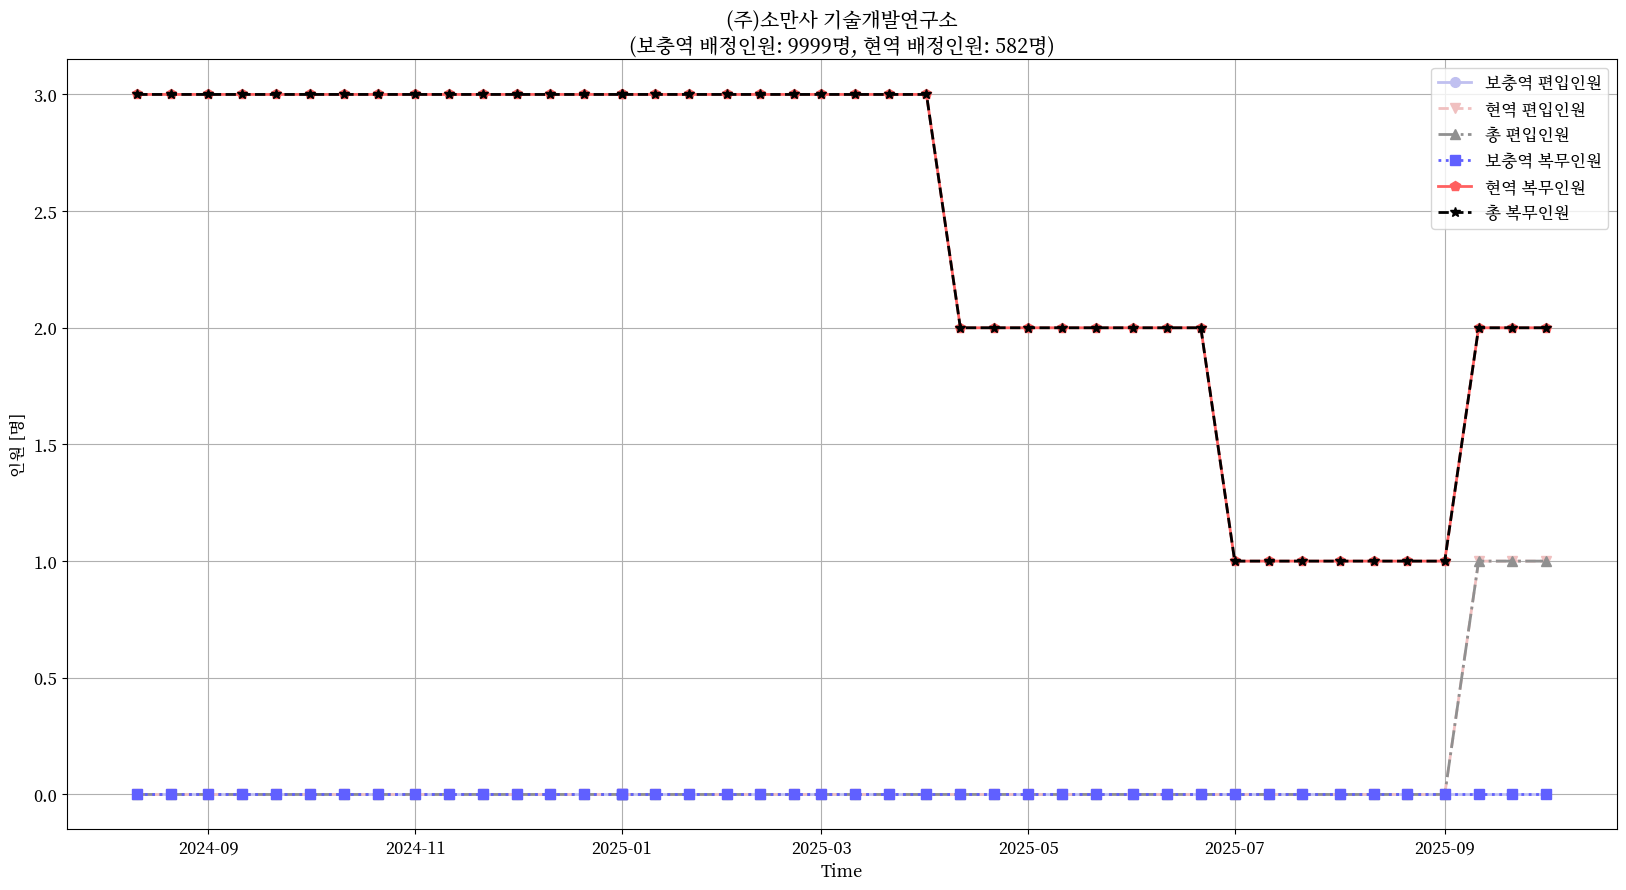 (주)소만사 기술개발연구소
(보충역 배정인원: 9999명, 현역 배정인원: 582명)
보충역 편입인원
현역 편입인원
총 편입인원
보충역 복무인원
현역 복무인원
총 복무인원
인원 [명]
3.0
2.5
2.0
1.5
1.0
0.5
0.0
2024-09
2024-11
2025-01
2025-03
2025-05
2025-07
2025-09
Time